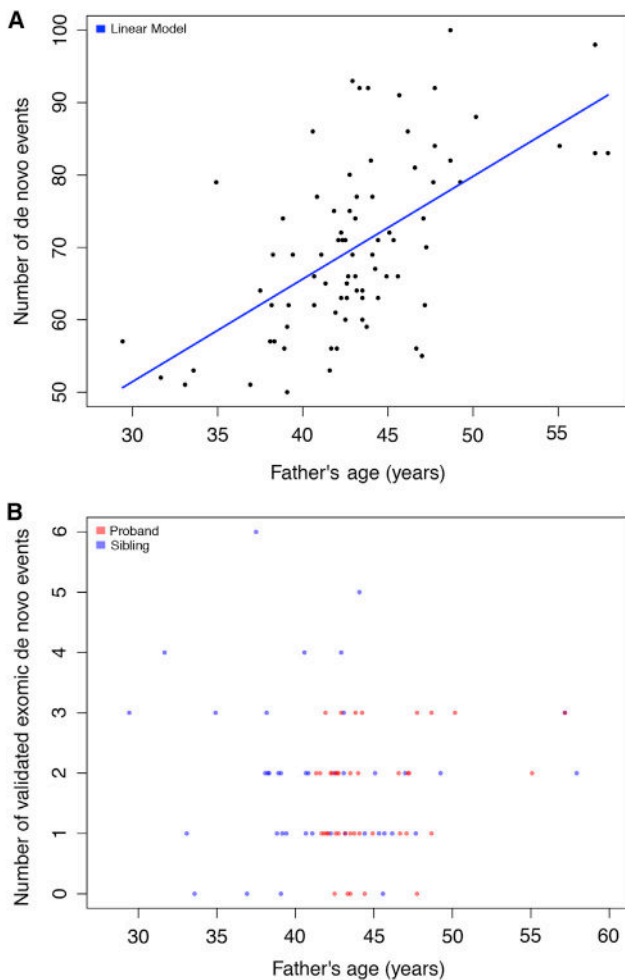 A
Linear Model
100
90
80
70
60
50
Number of de novo events
30 35 40 45 50 55
Father's age (years)
B
Proband
Sibling
6
5
4
3
2
1
0
Number of validated exomic de novo events
30 35 40 45 50 55 60
Father's age (years)